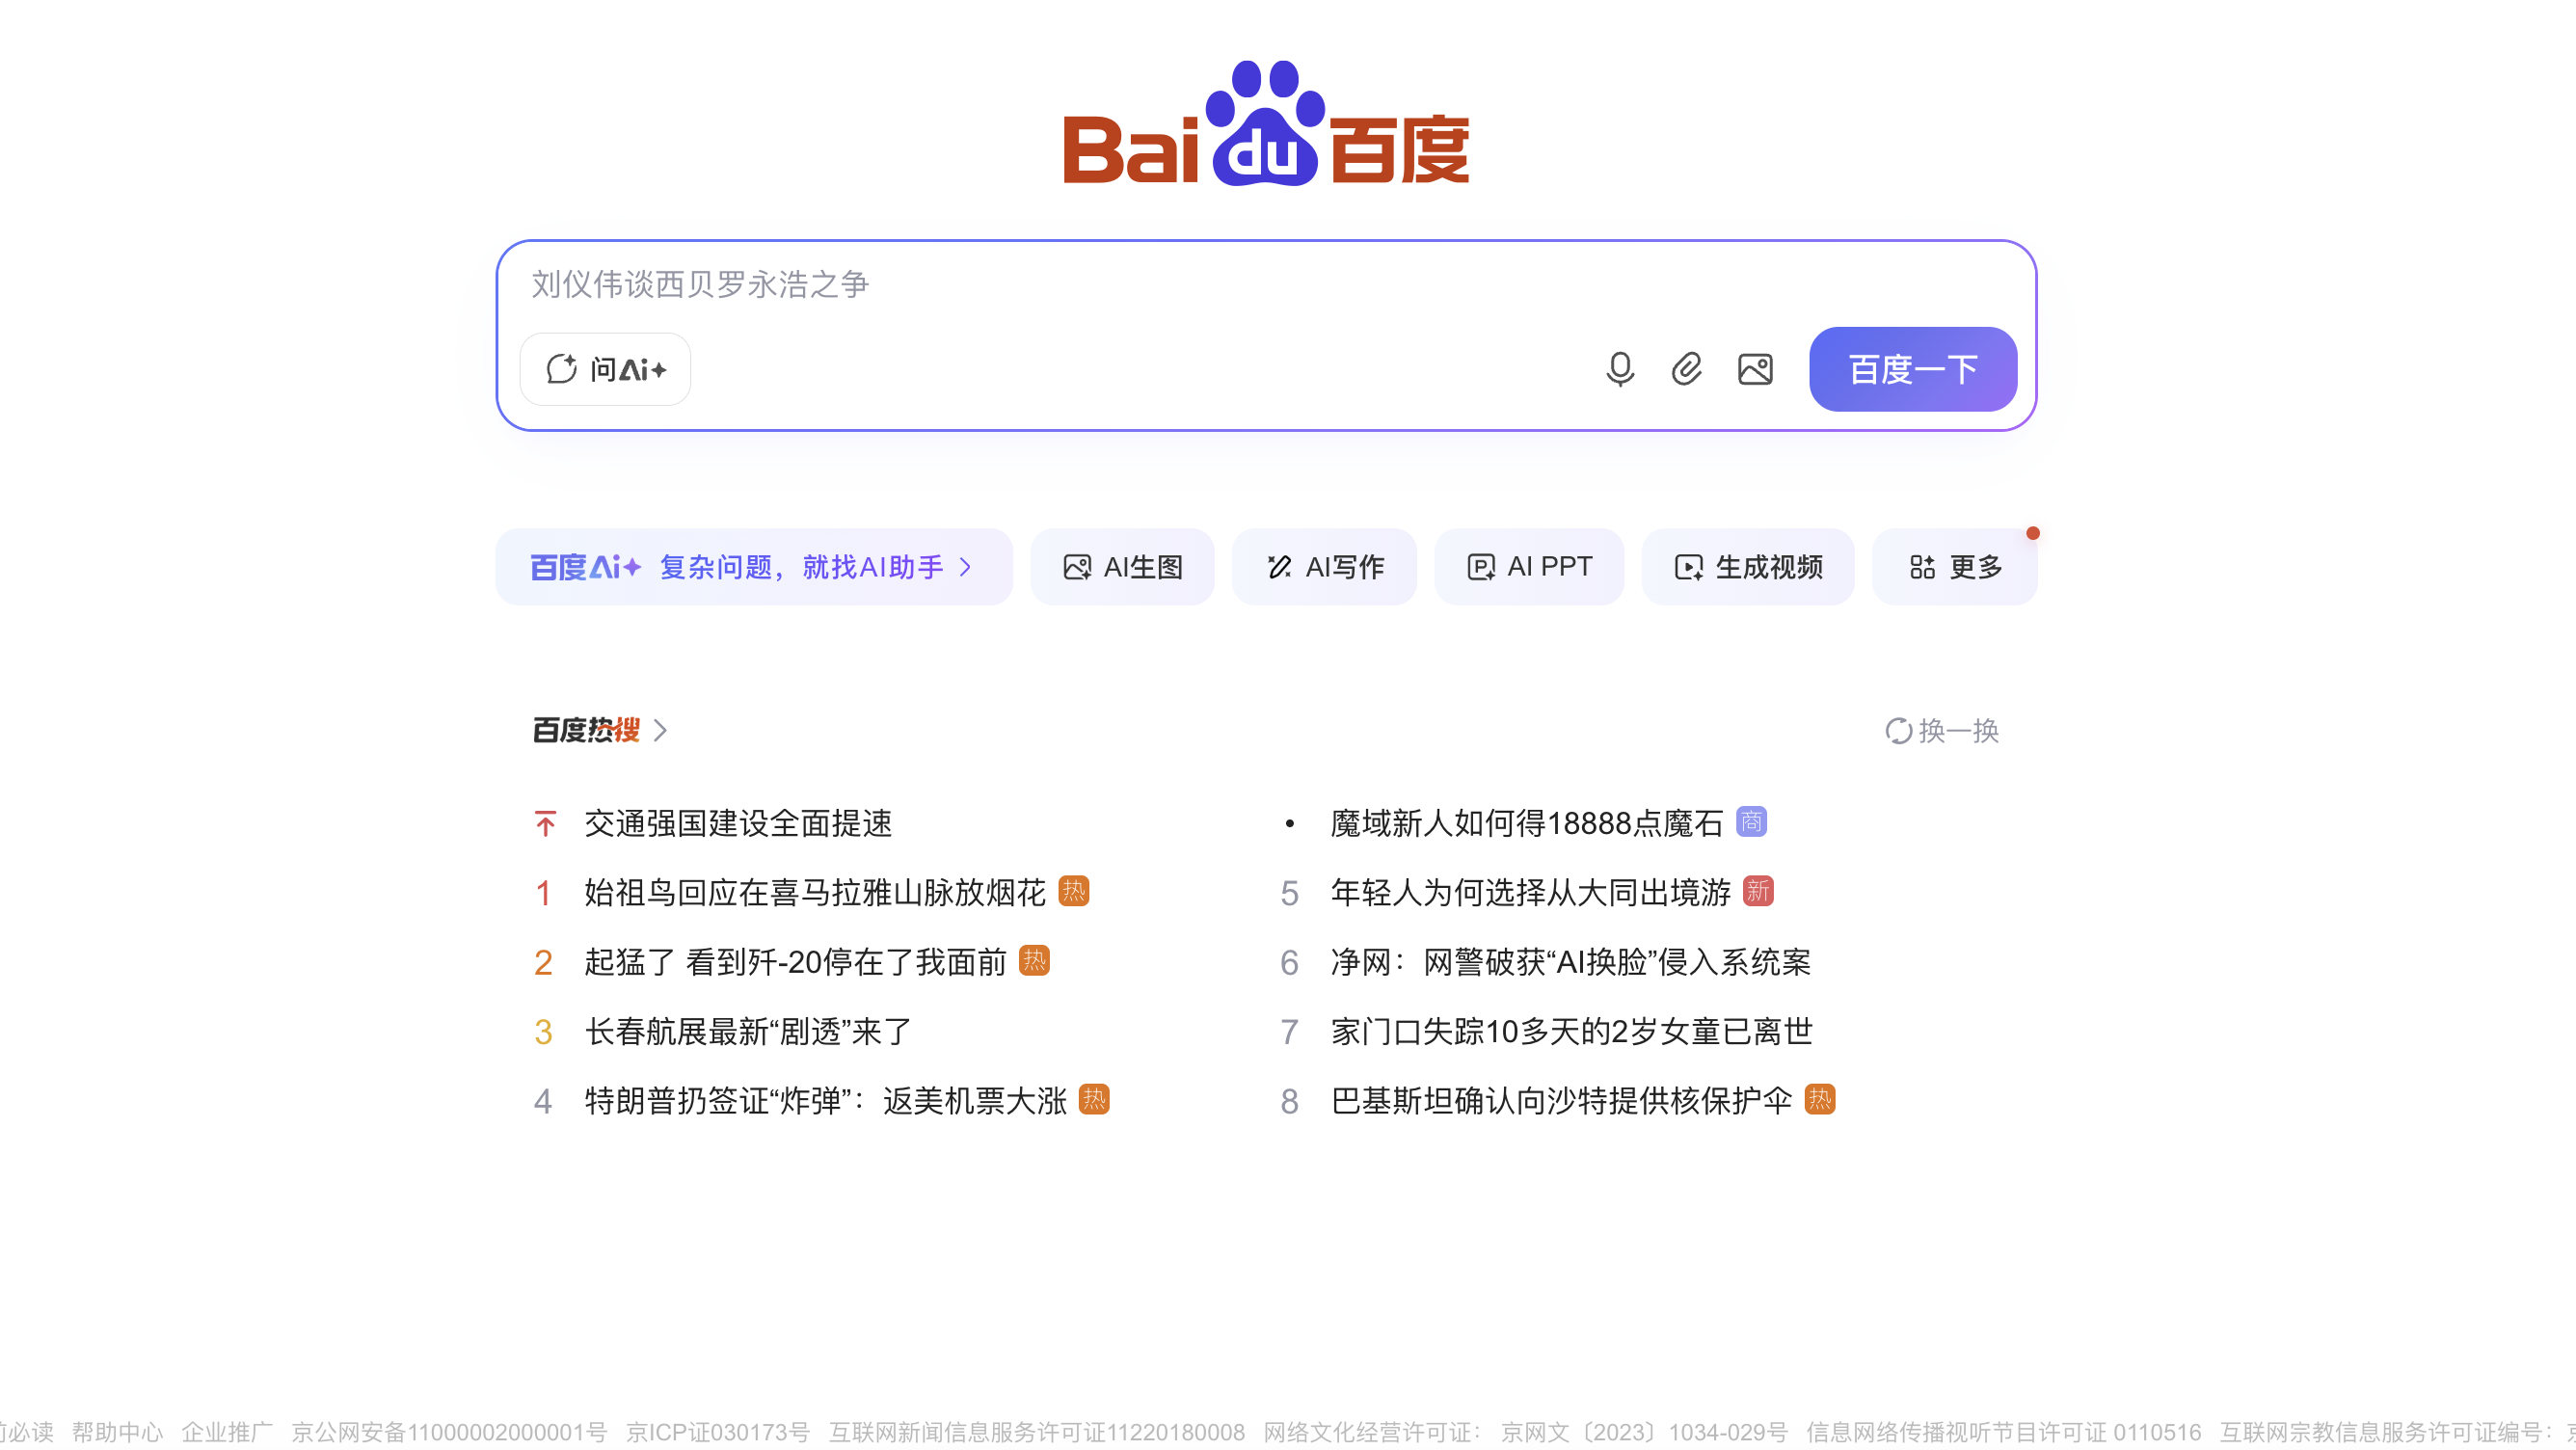 Baidu百度
刘仪伟谈西贝罗永浩之争
问Ai
百度一下
百度Ai 复杂问题，就找AI助手
AI生图
AI写作
AI PPT
生成视频
更多
百度热搜
换一换
交通强国建设全面提速
1 始祖鸟回应在喜马拉雅山脉放烟花 热
2 起猛了 看到歼-20停在了我面前 热
3 长春航展最新“剧透”来了
4 特朗普扔签证“炸弹”：返美机票大涨 热
• 魔域新人如何得18888点魔石 商
5 年轻人为何选择从大同出境游 新
6 净网：网警破获“AI换脸”侵入系统案
7 家门口失踪10多天的2岁女童已离世
8 巴基斯坦确认向沙特提供核保护伞 热
必读 帮助中心 企业推广 京公网安备11000002000001号 京ICP证030173号 互联网新闻信息服务许可证11220180008 网络文化经营许可证： 京网文〔2023〕1034-029号 信息网络传播视听节目许可证 0110516 互联网宗教信息服务许可证编号：